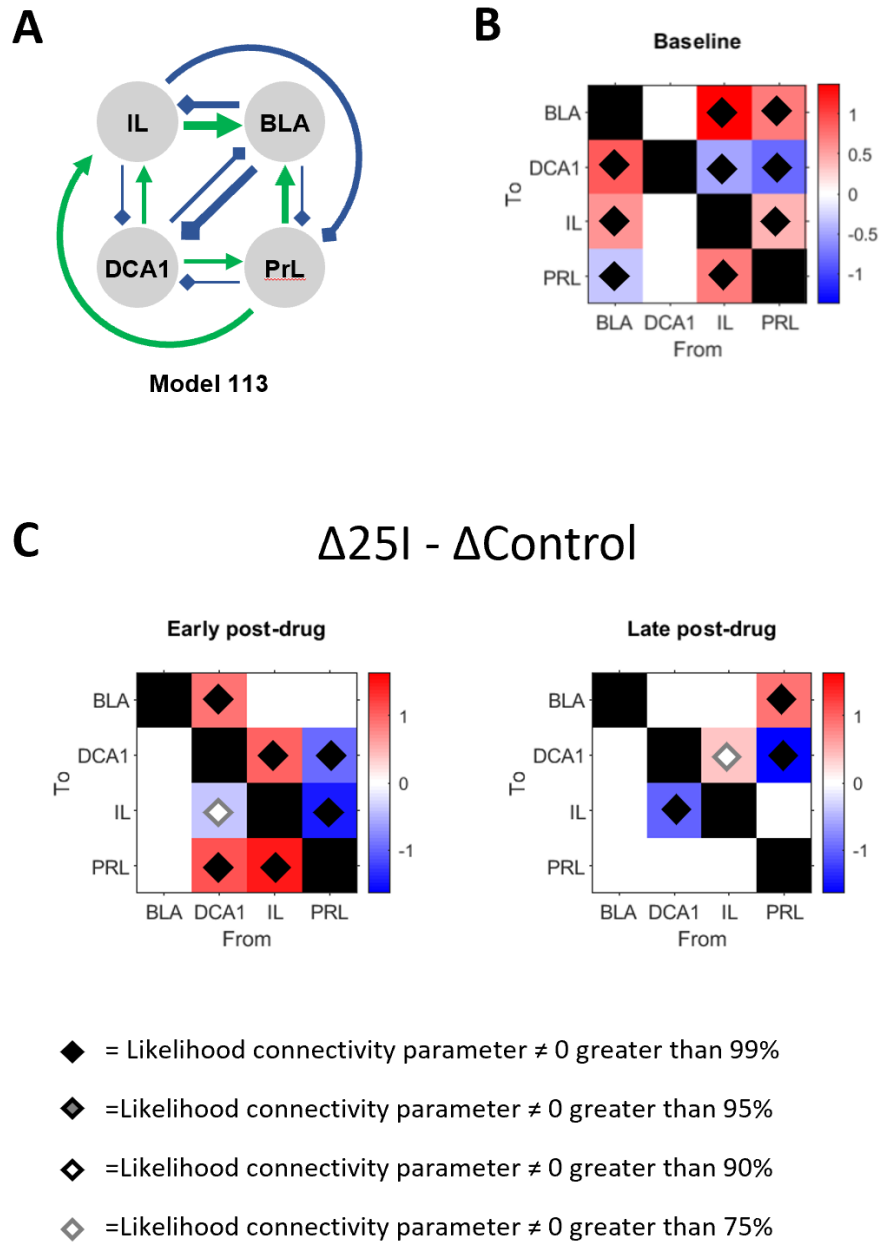 A
IL
BLA
DCA1
PrL
Model 113
B
Baseline
BLA
DCA1
IL
PRL
To
BLA DCA1 IL PRL
From
1
0.5
0
-0.5
-1
C
Δ25I - ΔControl
Early post-drug
BLA
DCA1
IL
PRL
To
BLA DCA1 IL PRL
From
1
0
-1
Late post-drug
BLA
DCA1
IL
PRL
To
BLA DCA1 IL PRL
From
1
0
-1
= Likelihood connectivity parameter ≠ 0 greater than 99%
=Likelihood connectivity parameter ≠ 0 greater than 95%
=Likelihood connectivity parameter ≠ 0 greater than 90%
=Likelihood connectivity parameter ≠ 0 greater than 75%